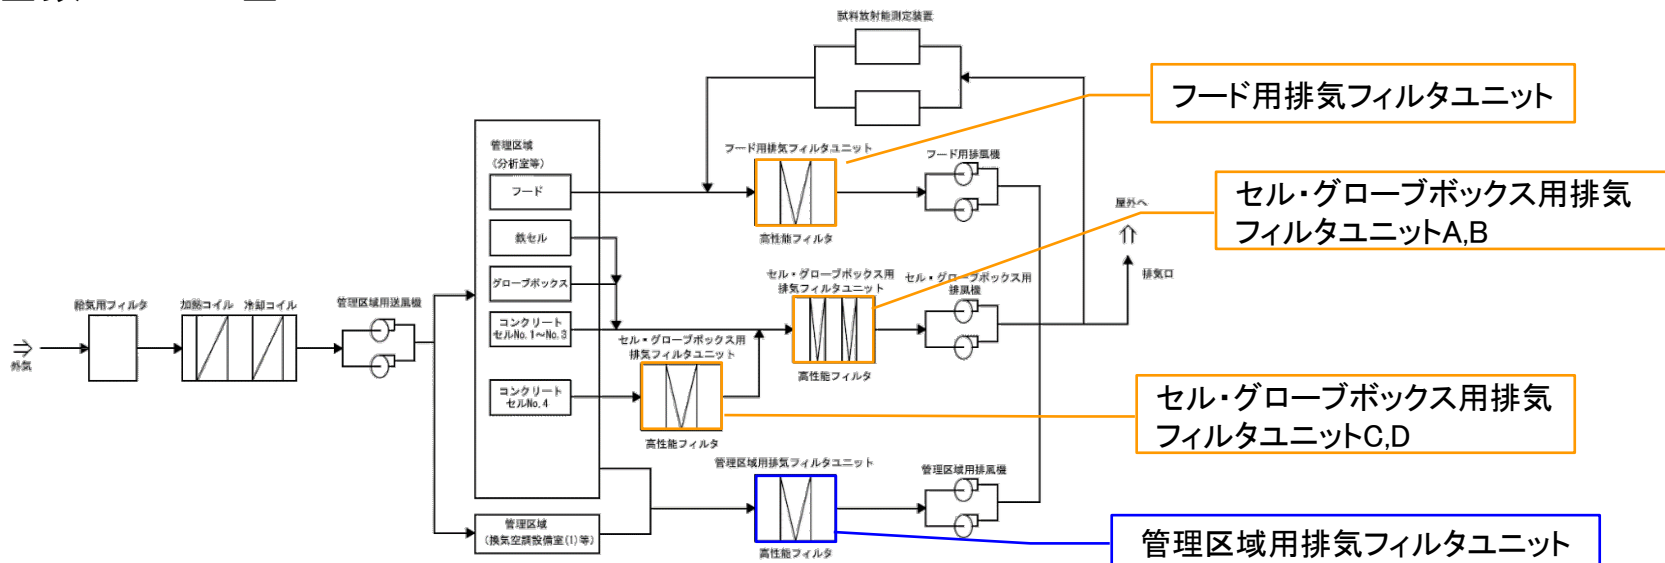 試料放射能測定装置
フード用排気フィルタユニット
管理区域
(分析室等)
フード用排気フィルタユニット
フード用排風機
フード
セル・グローブボックス用排気
フィルタユニットA,B
屋外へ
高性能フィルタ
鉄セル
セル・グローブボックス用
排気フィルタユニット
セル・グローブボックス用
排風機
排気口
グローブボックス
給気用フィルタ
加熱コイル
冷却コイル
管理区域用送風機
コンクリート
セルNo.1~No.3
セル・グローブボックス用
排気フィルタユニット
外気
高性能フィルタ
コンクリート
セルNo.4
セル・グローブボックス用排気
フィルタユニットC,D
高性能フィルタ
管理区域用排気フィルタユニット
管理区域用排風機
管理区域
(換気空調設備室(1)等)
管理区域用排気フィルタユニット
高性能フィルタ